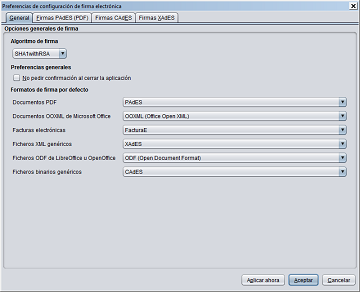 Preferencias de configuración de firma electrónica
General Firmas PAdES (PDF) Firmas CAdES Firmas XAdES
Opciones generales de firma
Algoritmo de firma
SHA1withRSA
Preferencias generales
No pedir confirmación al cerrar la aplicación
Formatos de firma por defecto
Documentos PDF PAdES
Documentos OOXML de Microsoft Office OOXML (Office Open XML)
Facturas electrónicas FacturaE
Ficheros XML genéricos XAdES
Ficheros ODF de LibreOffice u OpenOffice ODF (Open Document Format)
Ficheros binarios genéricos CAdES
Aplicar ahora Aceptar Cancelar